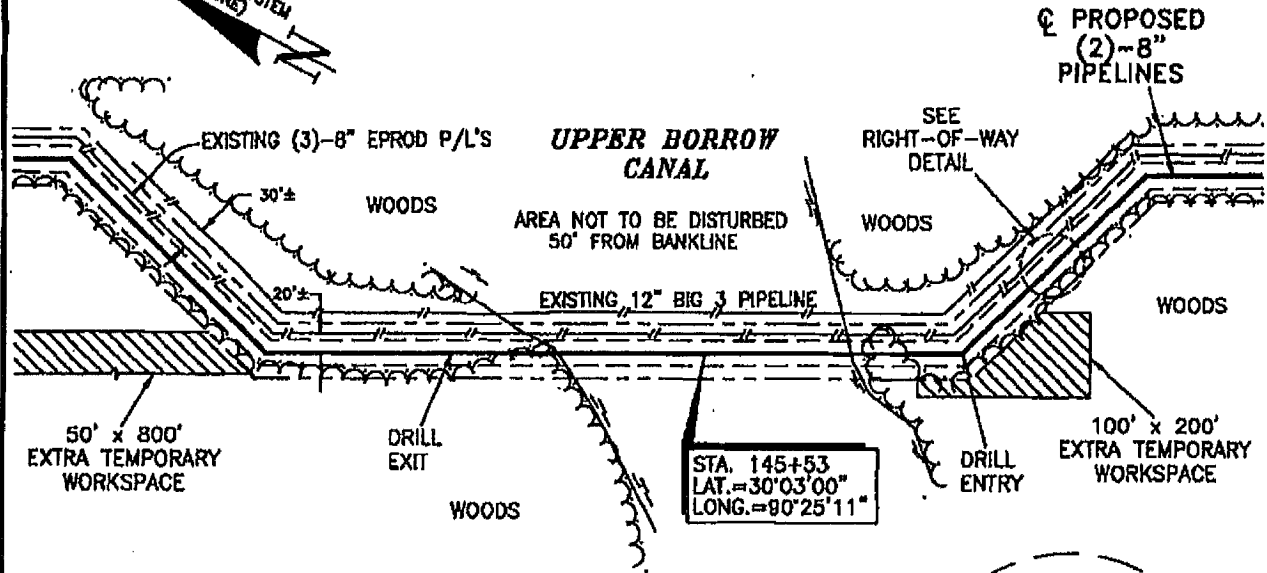 N
℄ PROPOSED
(2)-8"
PIPELINES
EXISTING (3)-8" EPROD P/L'S
UPPER BORROW
CANAL
SEE
RIGHT-OF-WAY
DETAIL
30'±
WOODS
AREA NOT TO BE DISTURBED
50' FROM BANKLINE
WOODS
20'±
EXISTING 12" BIG 3 PIPELINE
WOODS
50' x 800'
EXTRA TEMPORARY
WORKSPACE
DRILL
EXIT
WOODS
STA. 145+53
LAT.=30°03'00"
LONG.=90°25'11"
DRILL
ENTRY
100' x 200'
EXTRA TEMPORARY
WORKSPACE